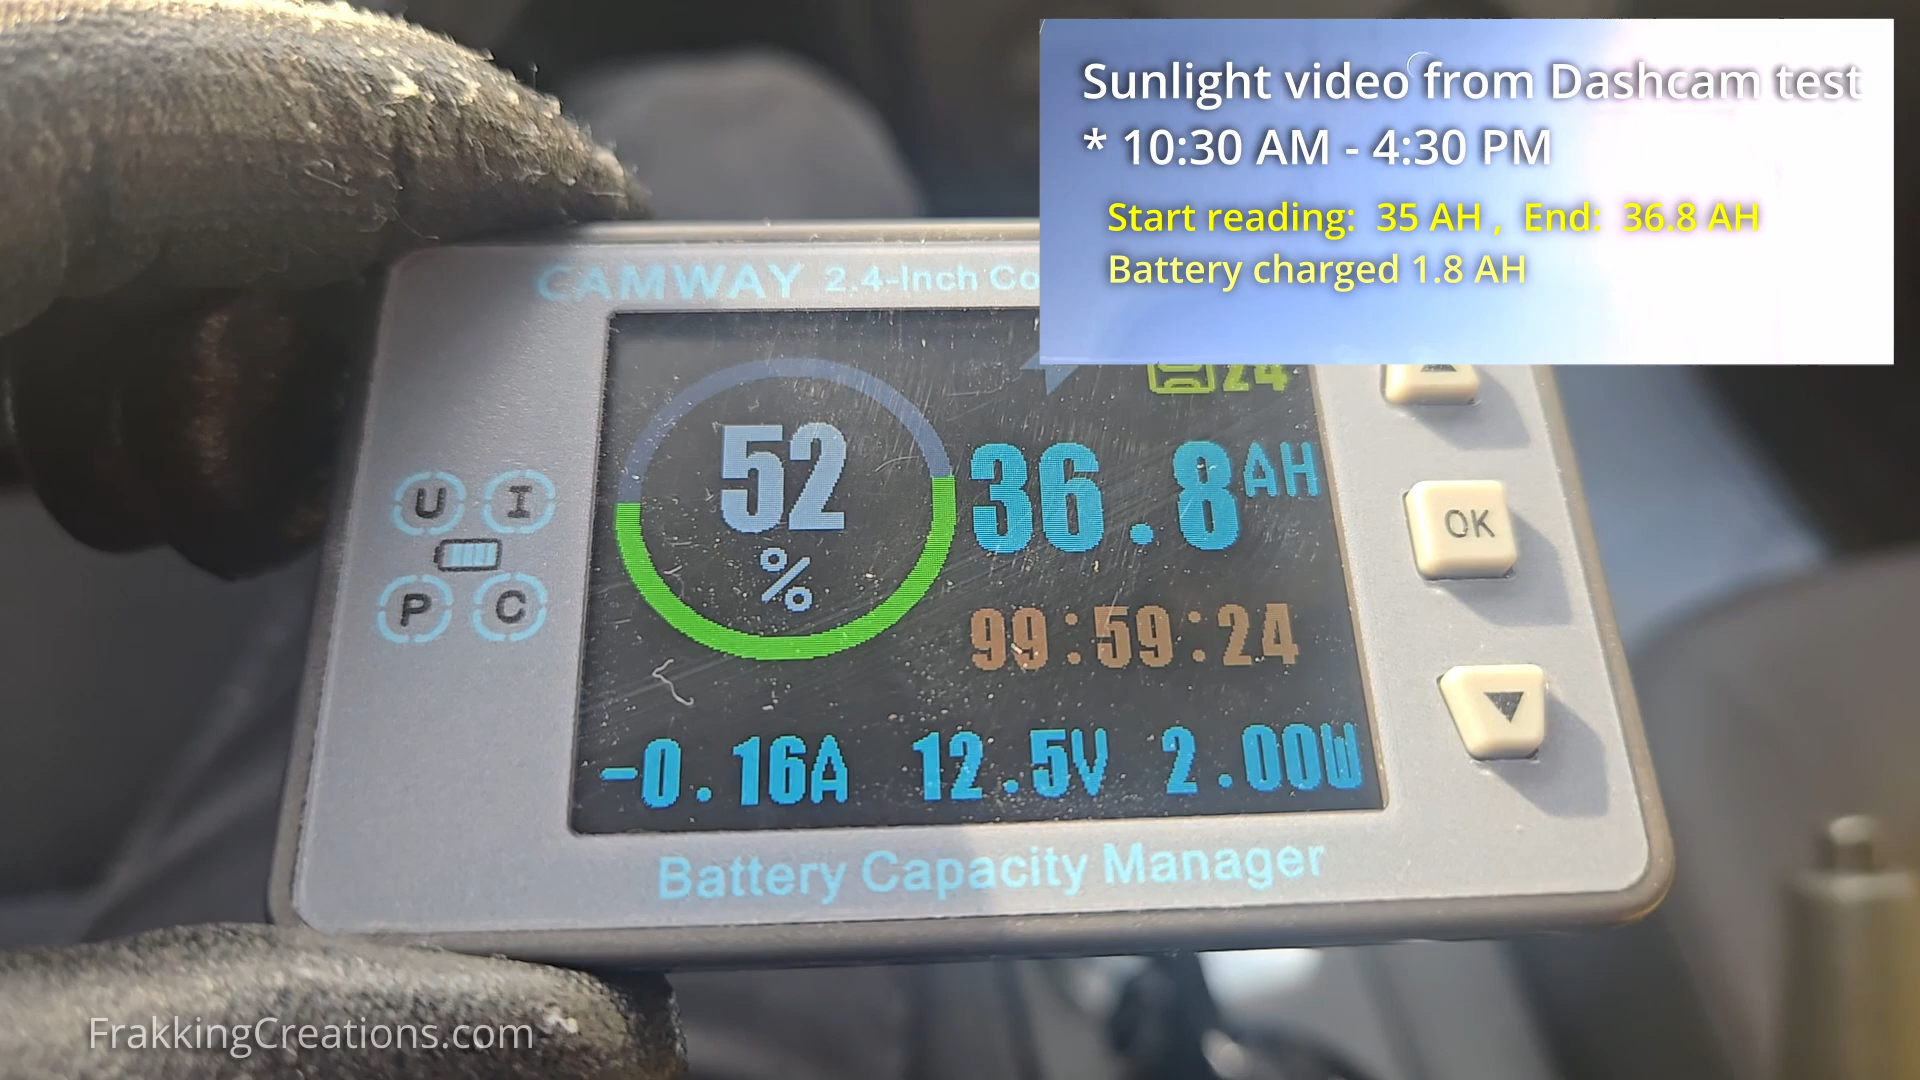 Sunlight video from Dashcam test
* 10:30 AM - 4:30 PM
Start reading: 35 AH , End: 36.8 AH
Battery charged 1.8 AH
CAMWAY 2.4-Inch Co
24
52
%
36.8AH
99:59:24
-0.16A 12.5V 2.00W
U I
P C
OK
Battery Capacity Manager
FrakkingCreations.com